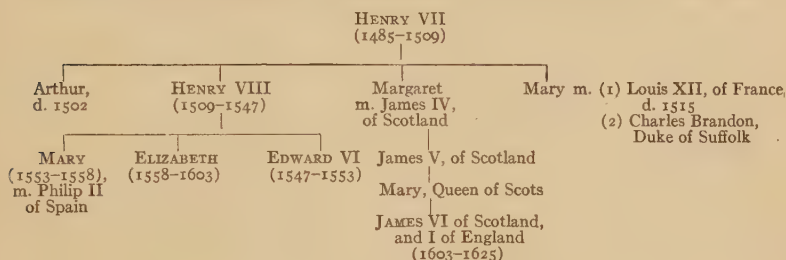 HENRY VII
(1485–1509)
Arthur,
d. 1502
HENRY VIII
(1509–1547)
Margaret
m. James IV,
of Scotland
Mary m. (1) Louis XII, of France,
d. 1515
(2) Charles Brandon,
Duke of Suffolk
MARY
(1553–1558),
m. Philip II
of Spain
ELIZABETH
(1558–1603)
EDWARD VI
(1547–1553)
James V, of Scotland
Mary, Queen of Scots
JAMES VI of Scotland,
and I of England
(1603–1625)